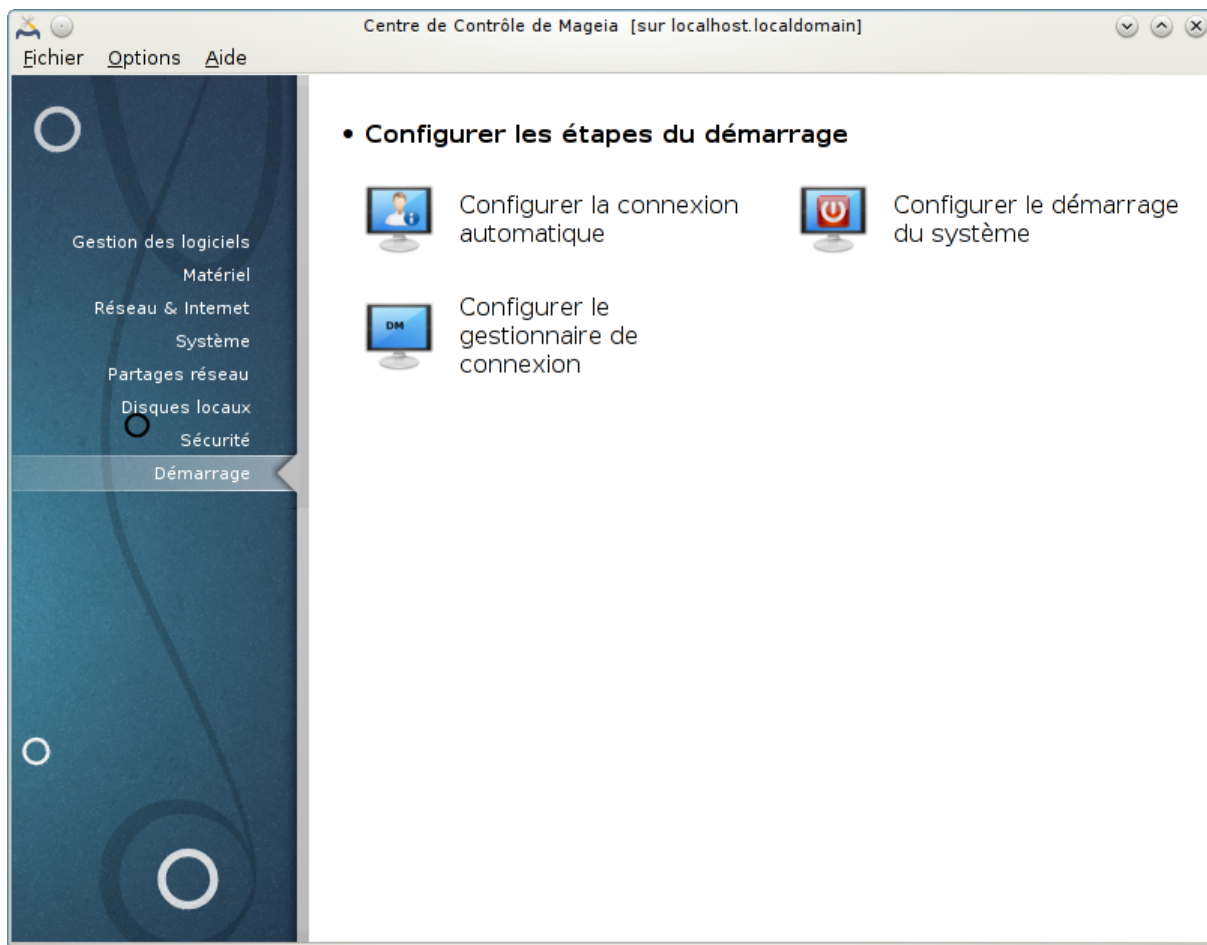 Centre de Contrôle de Mageia [sur localhost.localdomain]
Fichier Options Aide
Gestion des logiciels
Matériel
Réseau & Internet
Système
Partages réseau
Disques locaux
Sécurité
Démarrage
• Configurer les étapes du démarrage
Configurer la connexion
automatique
Configurer le démarrage
du système
DM
Configurer le
gestionnaire de
connexion